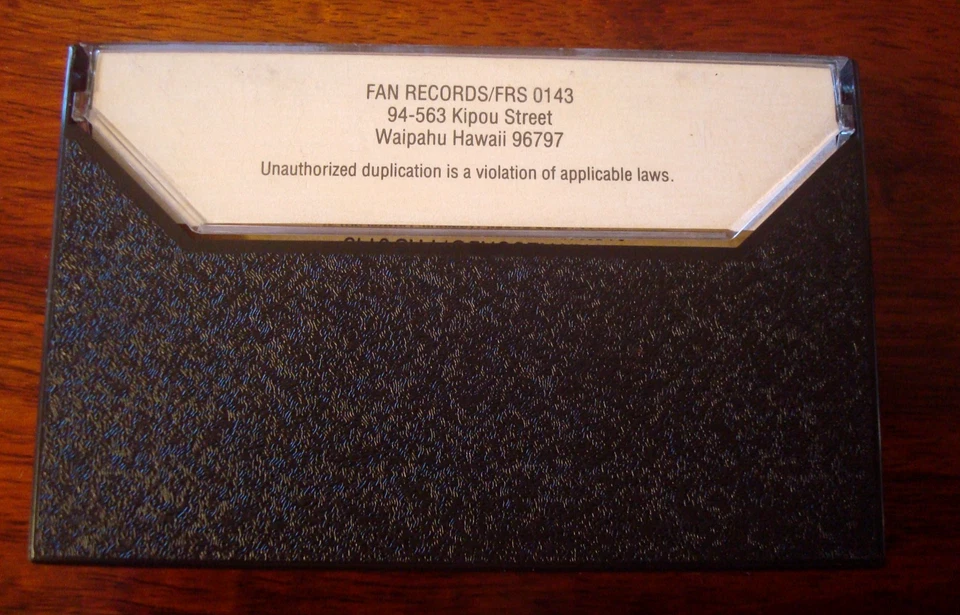 FAN RECORDS/FRS 0143
94-563 Kipou Street
Waipahu Hawaii 96797
Unauthorized duplication is a violation of applicable laws.